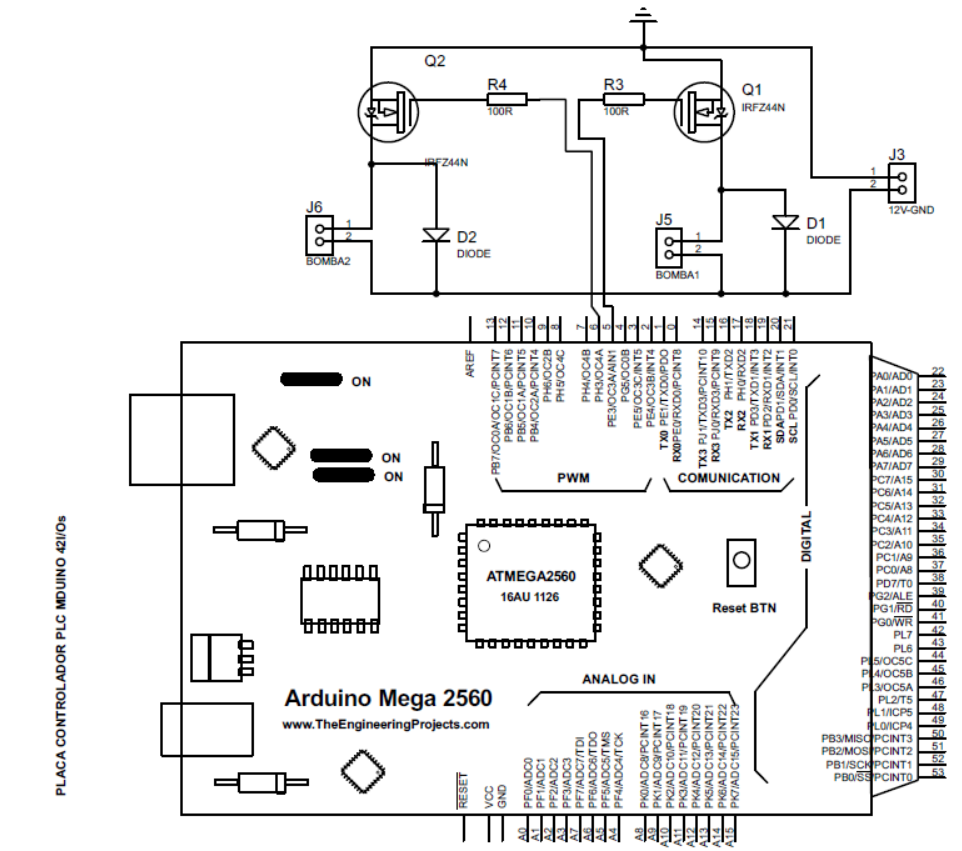 Q2
R4
100R
R3
100R
Q1
IRFZ44N
IRFZ44N
J3
1
2
12V-GND
J6
1
2
BOMBA2
D2
DIODE
J5
1
2
BOMBA1
D1
DIODE
AREF
13
12
11
10
9
8
7
6
5
4
3
2
1
0
14
15
16
17
18
19
20
21
PB7/OC0A/OC1C/PCINT7
PB6/OC1B/PCINT6
PB5/OC1A/PCINT5
PB4/OC2A/PCINT4
PH6/OC2B
PH5/OC4C
PH4/OC4B
PH3/OC4A
PE3/OC3A/AIN1
PG5/OC0B
PE5/OC3C/INT5
PE4/OC3B/INT4
TX0 PE1/TXD0/PDO
RX0PE0/RXD0/PCINT8
TX3 PJ1/TXD3/PCINT10
RX3 PJ0/RXD3/PCINT9
TX2 PH1/TXD2
RX2 PH0/RXD2
TX1 PD3/TXD1/INT3
RX1 PD2/RXD1/INT2
SDAPD1/SDA/INT1
SCL PD0/SCL/INT0
ON
ON
ON
PWM
COMUNICATION
DIGITAL
PA0/AD0 22
PA1/AD1 23
PA2/AD2 24
PA3/AD3 25
PA4/AD4 26
PA5/AD5 27
PA6/AD6 28
PA7/AD7 29
PC7/A15 30
PC6/A14 31
PC5/A13 32
PC4/A12 33
PC3/A11 34
PC2/A10 35
PC1/A9 36
PC0/A8 37
PD7/T0 38
PG2/ALE 39
PG1/RD 40
PG0/WR 41
PL7 42
PL6 43
PL5/OC5C 44
PL4/OC5B 45
PL3/OC5A 46
PL2/T5 47
PL1/ICP5 48
PL0/ICP4 49
PB3/MISO/PCINT3 50
PB2/MOSI/PCINT2 51
PB1/SCK/PCINT1 52
PB0/SS/PCINT0 53
ATMEGA2560
16AU 1126
Reset BTN
PLACA CONTROLADOR PLC MDUINO 42I/Os
Arduino Mega 2560
www.TheEngineeringProjects.com
ANALOG IN
RESET
VCC
GND
PF0/ADC0
PF1/ADC1
PF2/ADC2
PF3/ADC3
PF7/ADC7/TDI
PF6/ADC6/TDO
PF5/ADC5/TMS
PF4/ADC4/TCK
PK0/ADC8/PCINT16
PK1/ADC9/PCINT17
PK2/ADC10/PCINT18
PK3/ADC11/PCINT19
PK4/ADC12/PCINT20
PK5/ADC13/PCINT21
PK6/ADC14/PCINT22
PK7/ADC15/PCINT23
A0
A1
A2
A3
A7
A6
A5
A4
A8
A9
A10
A11
A12
A13
A14
A15